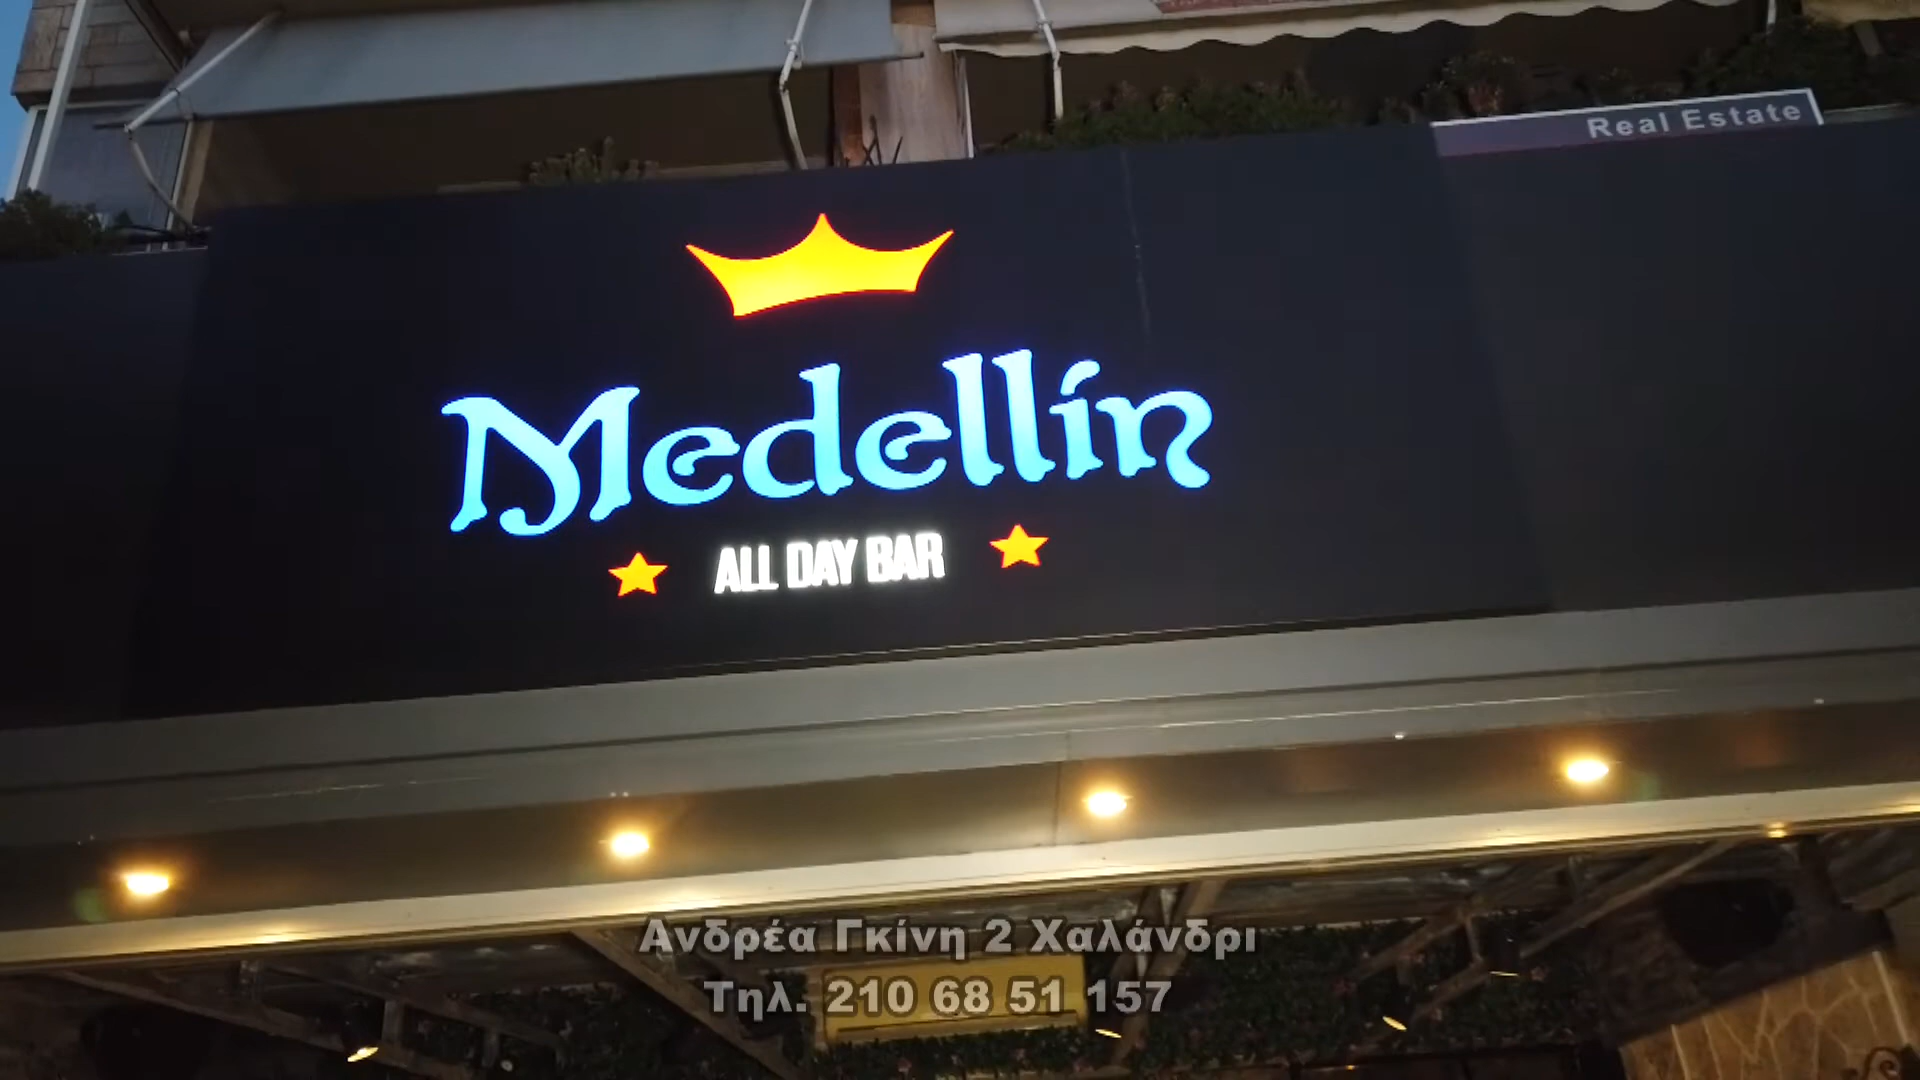 Real Estate
Medellín
ALL DAY BAR
Ανδρέα Γκίνη 2 Χαλάνδρι
Τηλ. 210 68 51 157